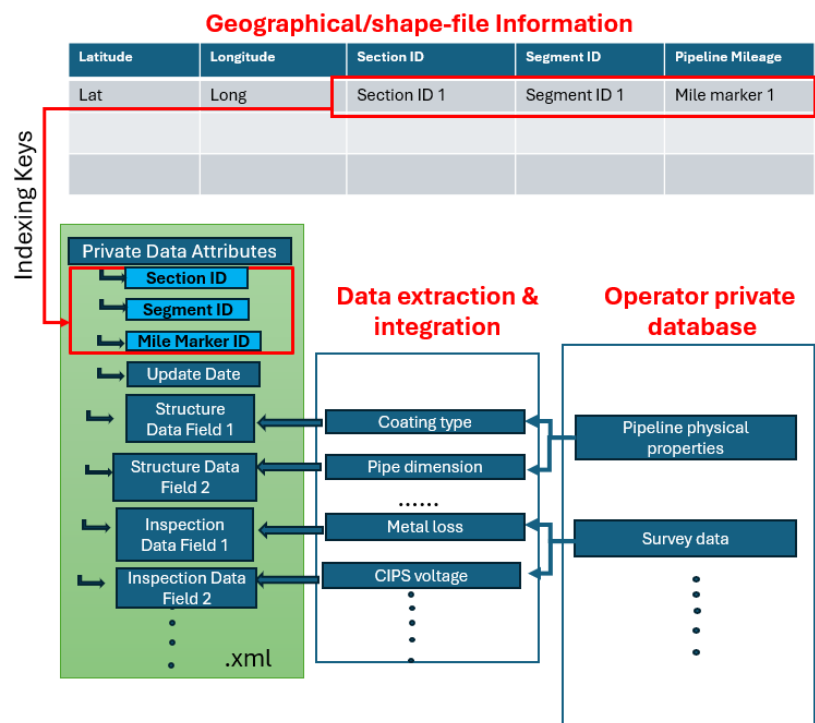 Geographical/shape-file Information
Latitude Longitude Section ID Segment ID Pipeline Mileage
Lat Long Section ID 1 Segment ID 1 Mile marker 1
Indexing Keys
Private Data Attributes
Section ID
Segment ID
Mile Marker ID
Update Date
Structure
Data Field 1
Structure Data
Field 2
Inspection
Data Field 1
Inspection Data
Field 2
.xml
Data extraction &
integration
Coating type
Pipe dimension
......
Metal loss
CIPS voltage
Operator private
database
Pipeline physical
properties
Survey data